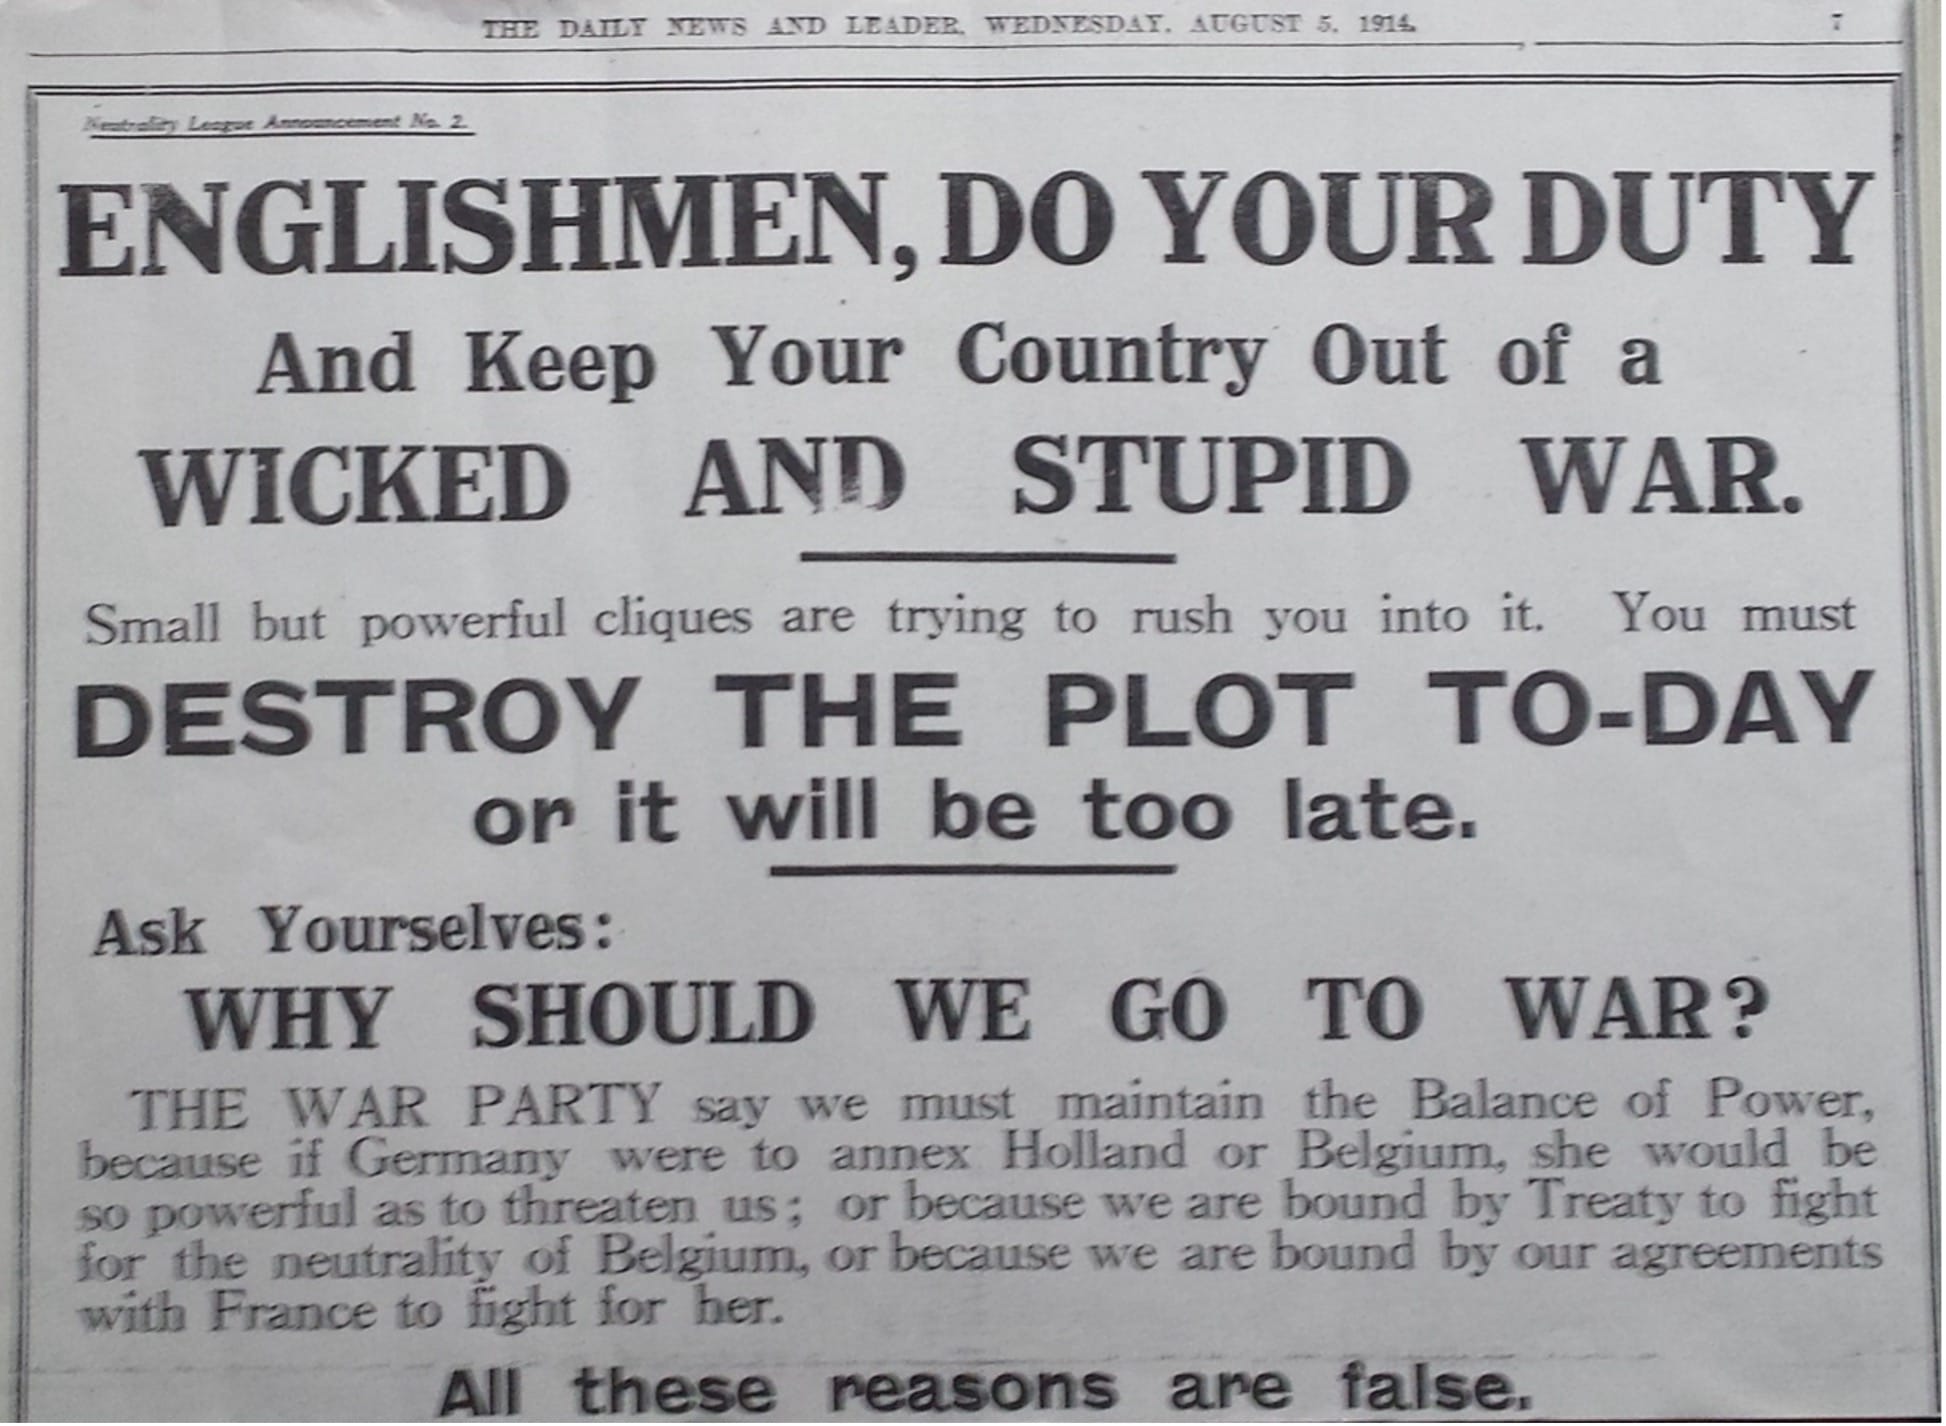 THE DAILY NEWS AND LEADER, WEDNESDAY, AUGUST 5, 1914. 7
Neutrality League Announcement No. 2.
ENGLISHMEN, DO YOUR DUTY
And Keep Your Country Out of a
WICKED AND STUPID WAR.
Small but powerful cliques are trying to rush you into it. You must
DESTROY THE PLOT TO-DAY
or it will be too late.
Ask Yourselves:
WHY SHOULD WE GO TO WAR?
THE WAR PARTY say we must maintain the Balance of Power,
because if Germany were to annex Holland or Belgium, she would be
so powerful as to threaten us; or because we are bound by Treaty to fight
for the neutrality of Belgium, or because we are bound by our agreements
with France to fight for her.
All these reasons are false.